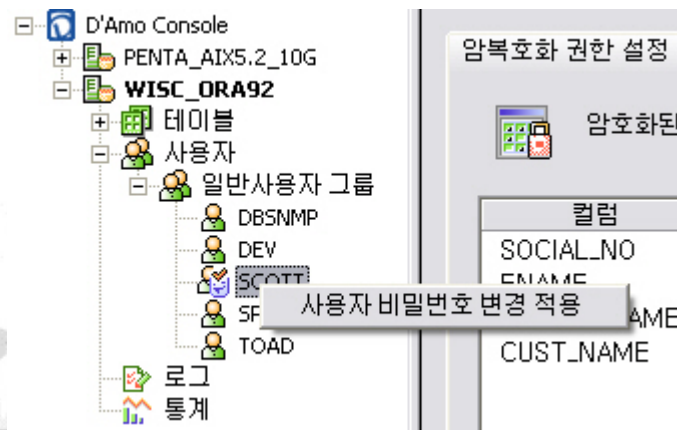 D'Amo Console
PENTA_AIX5.2_10G
WISC_ORA92
테이블
사용자
일반사용자 그룹
DBSNMP
DEV
SCOTT
TOAD
로그
통계
사용자 비밀번호 변경 적용
암복호화 권한 설정
암호화된
컬럼
SOCIAL_NO
ENAME
CUST_NAME